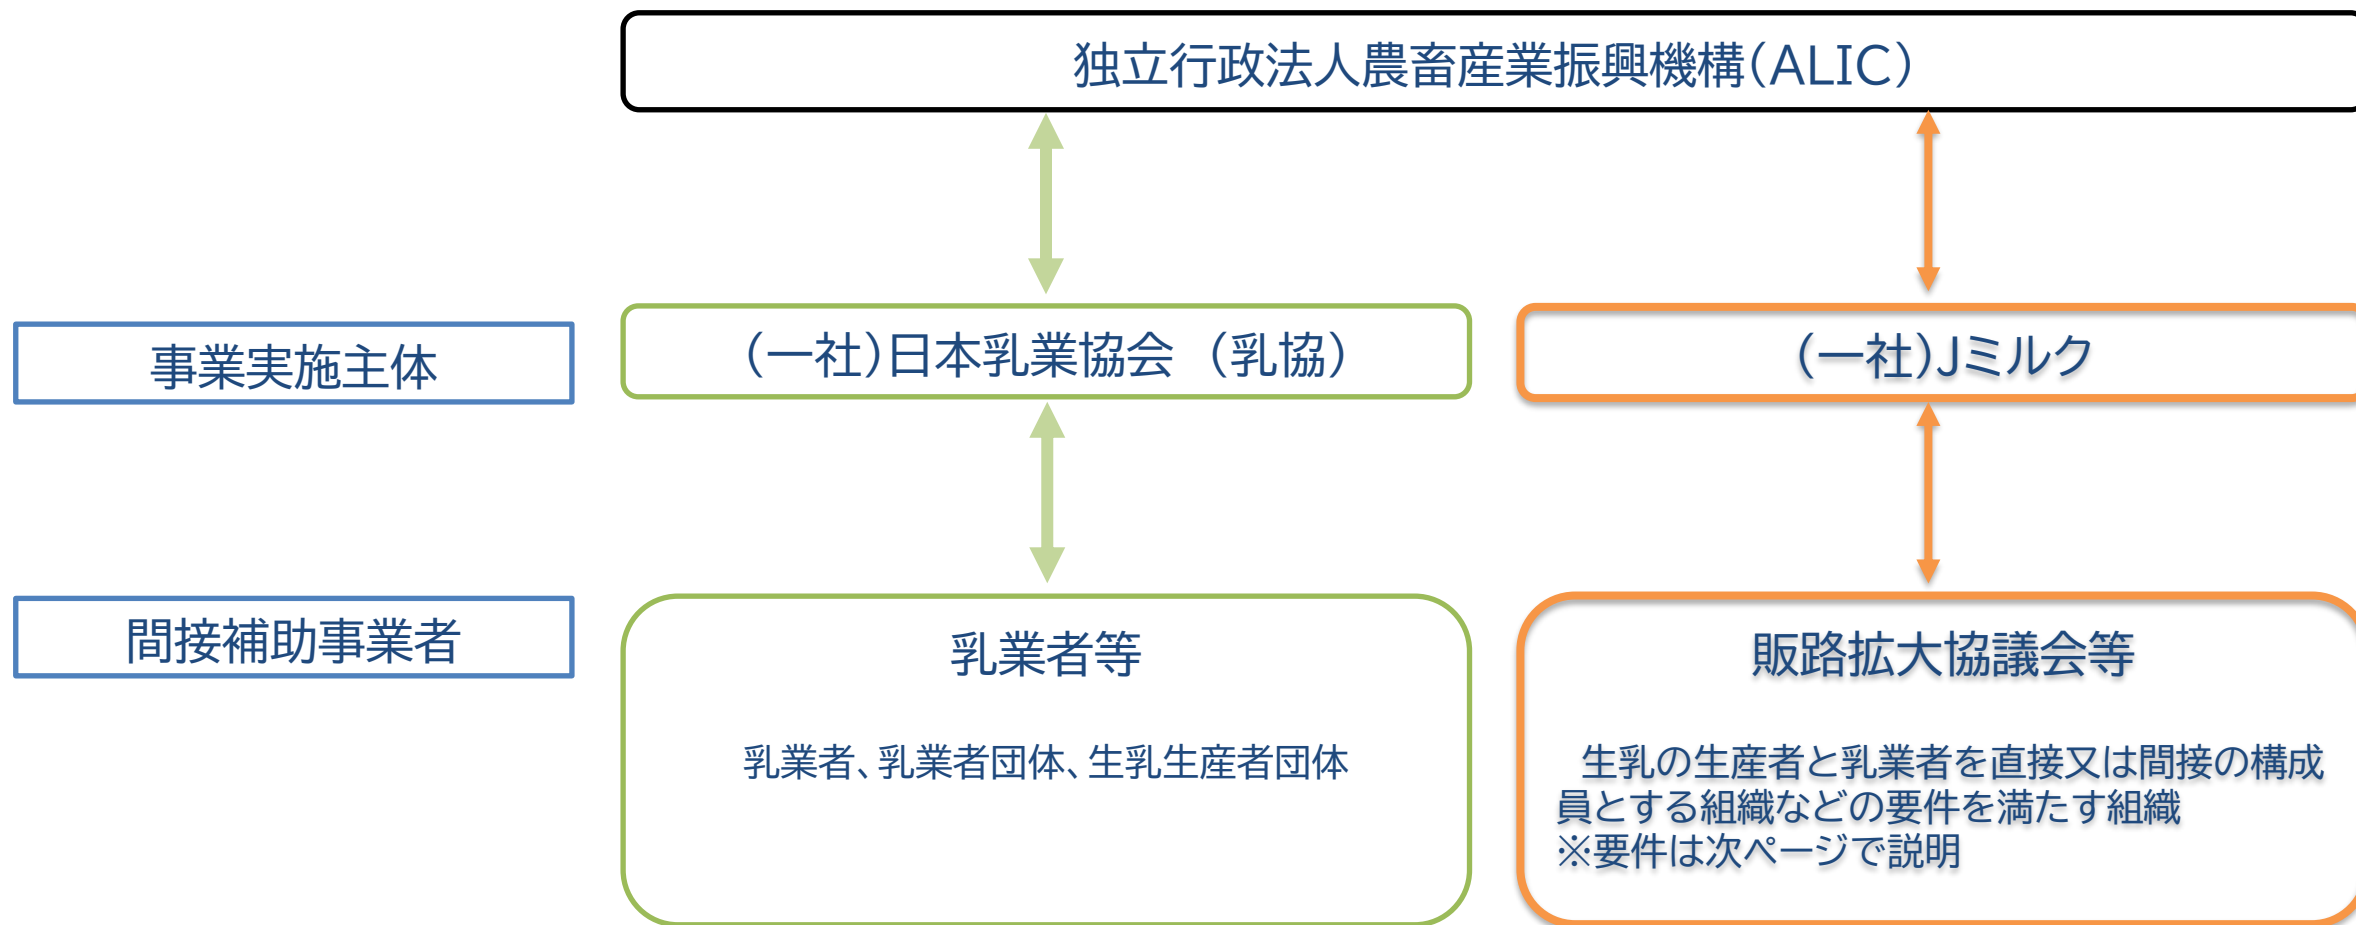 独立行政法人農畜産業振興機構(ALIC)
事業実施主体
(一社)日本乳業協会 (乳協)
(一社)Jミルク
間接補助事業者
乳業者等
乳業者、乳業者団体、生乳生産者団体
販路拡大協議会等
生乳の生産者と乳業者を直接又は間接の構成
員とする組織などの要件を満たす組織
※要件は次ページで説明